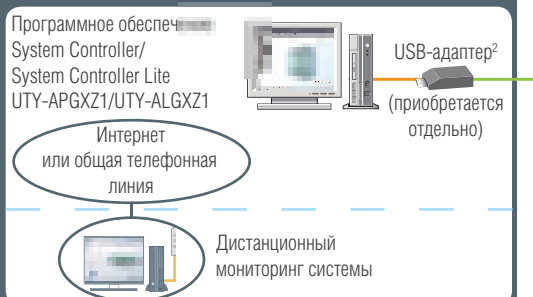 Программное
System Controller/
System Controller Lite
UTY-APGXZ1/UTY-ALGXZ1
USB-адаптер²
(приобретается
отдельно)
Интернет
или общая телефонная
линия
Дистанционный
мониторинг системы